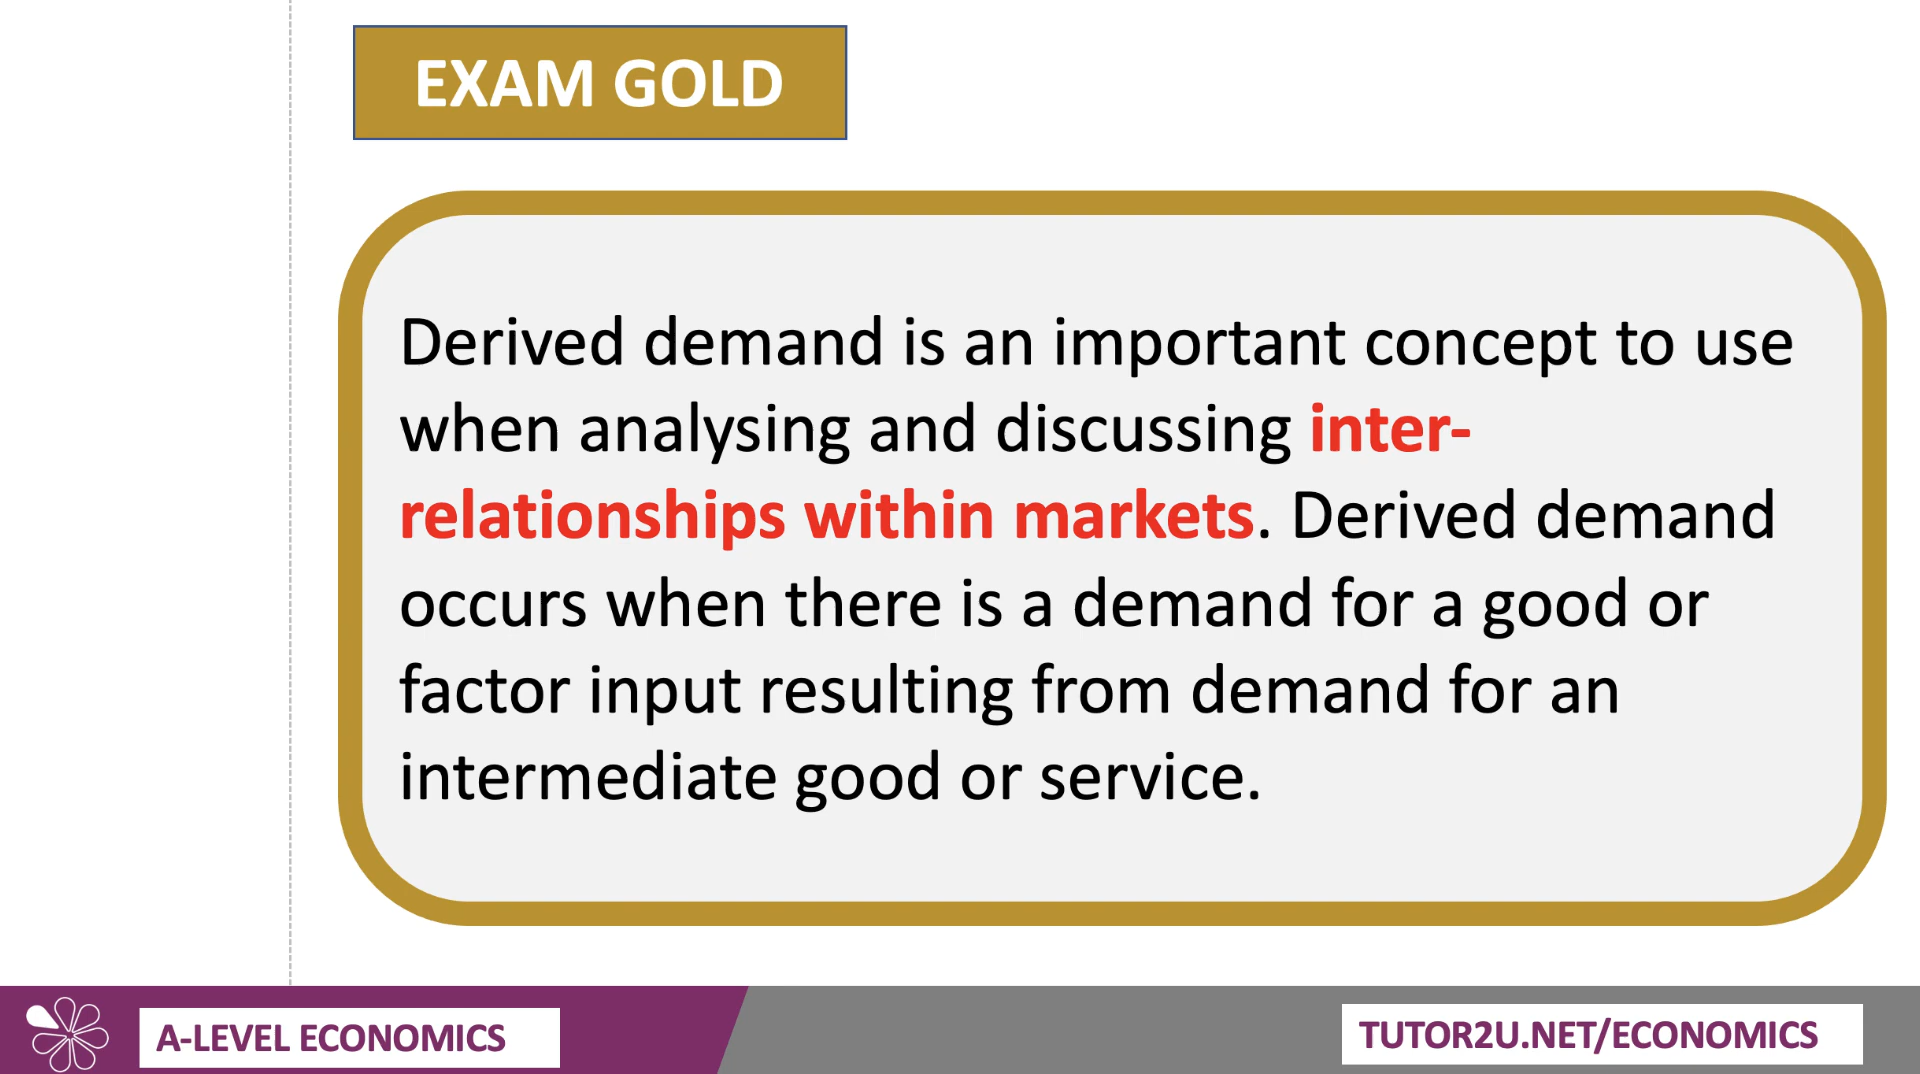 EXAM GOLD
Derived demand is an important concept to use
when analysing and discussing inter-
relationships within markets. Derived demand
occurs when there is a demand for a good or
factor input resulting from demand for an
intermediate good or service.
A-LEVEL ECONOMICS
TUTOR2U.NET/ECONOMICS